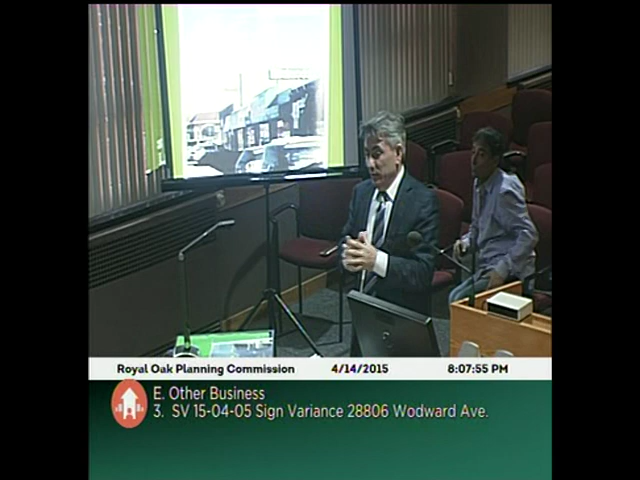 Royal Oak Planning Commission 4/14/2015 8:07:55 PM
E. Other Business
3. SV 15-04-05 Sign Variance 28806 Wodward Ave.